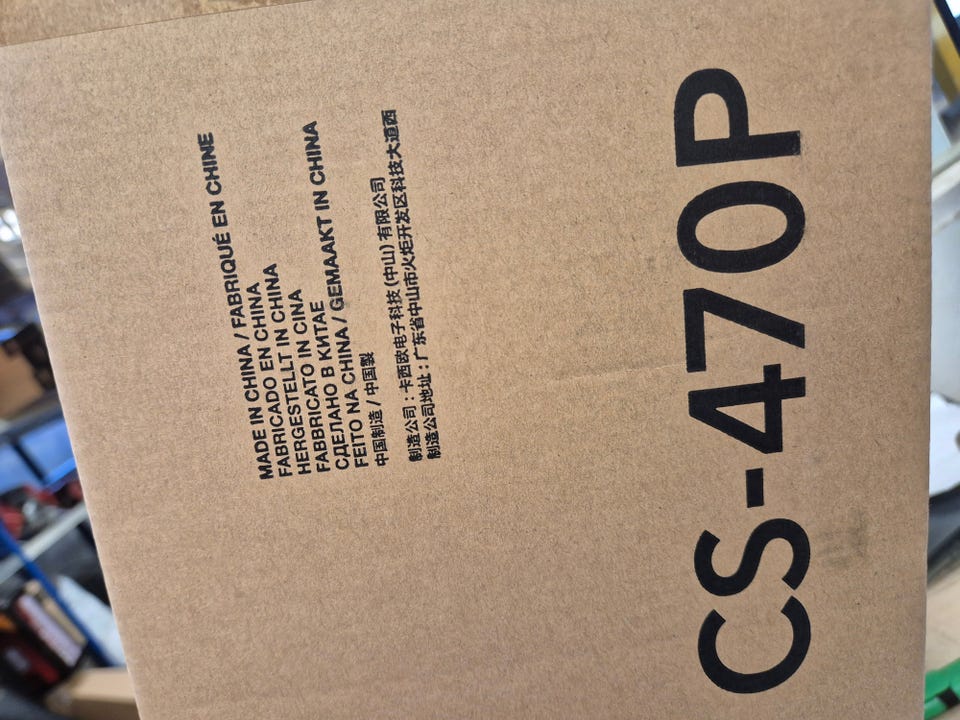 MADE IN CHINA / FABRIQUÉ EN CHINE
FABRICADO EN CHINA
HERGESTELLT IN CHINA
FABBRICATO IN CINA
СДЕЛАНО В КИТАЕ
FEITO NA CHINA / GEMAAKT IN CHINA
中国制造 / 中国製
制造公司：卡西欧电子科技(中山)有限公司
制造公司地址：广东省中山市火炬开发区科技大道西
CS-470P